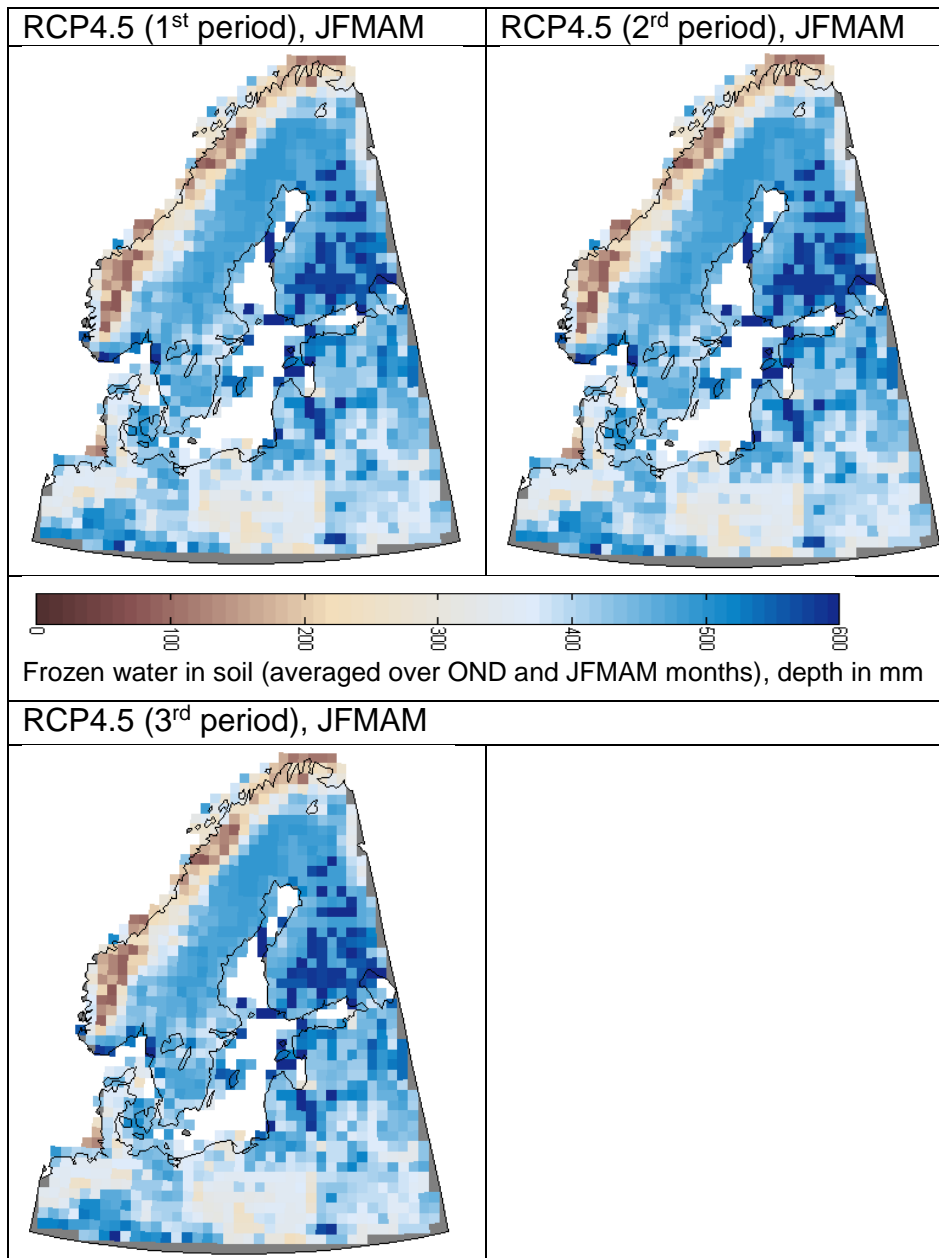 RCP4.5 (1st period), JFMAM
RCP4.5 (2rd period), JFMAM
0 100 200 300 400 500 600
Frozen water in soil (averaged over OND and JFMAM months), depth in mm
RCP4.5 (3rd period), JFMAM